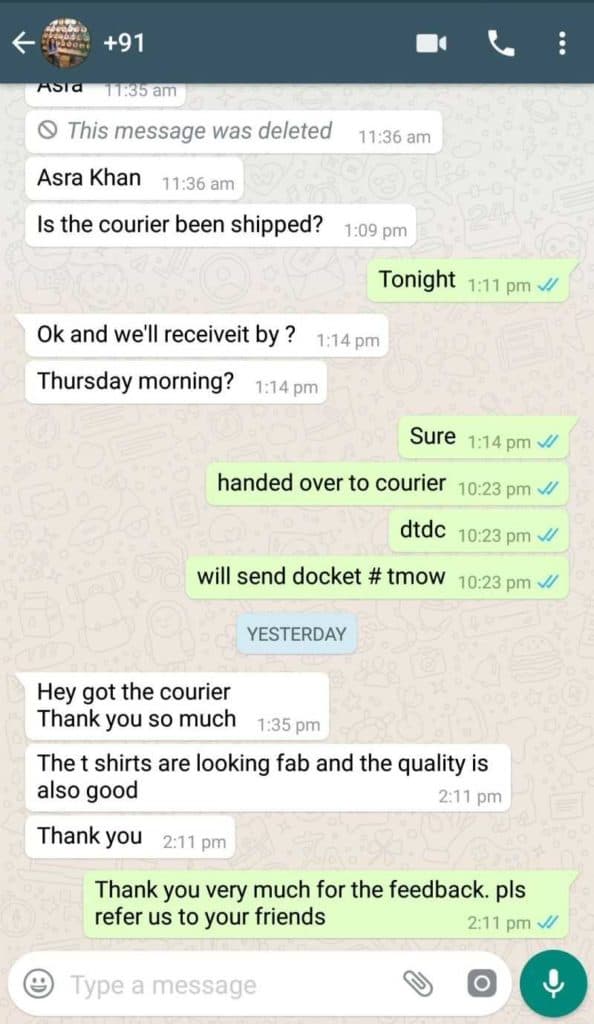 +91
Asra 11:35 am
This message was deleted 11:36 am
Asra Khan 11:36 am
Is the courier been shipped? 1:09 pm
Tonight 1:11 pm
Ok and we'll receiveit by ? 1:14 pm
Thursday morning? 1:14 pm
Sure 1:14 pm
handed over to courier 10:23 pm
dtdc 10:23 pm
will send docket # tmow 10:23 pm
YESTERDAY
Hey got the courier
Thank you so much 1:35 pm
The t shirts are looking fab and the quality is
also good 2:11 pm
Thank you 2:11 pm
Thank you very much for the feedback. pls
refer us to your friends 2:11 pm
Type a message